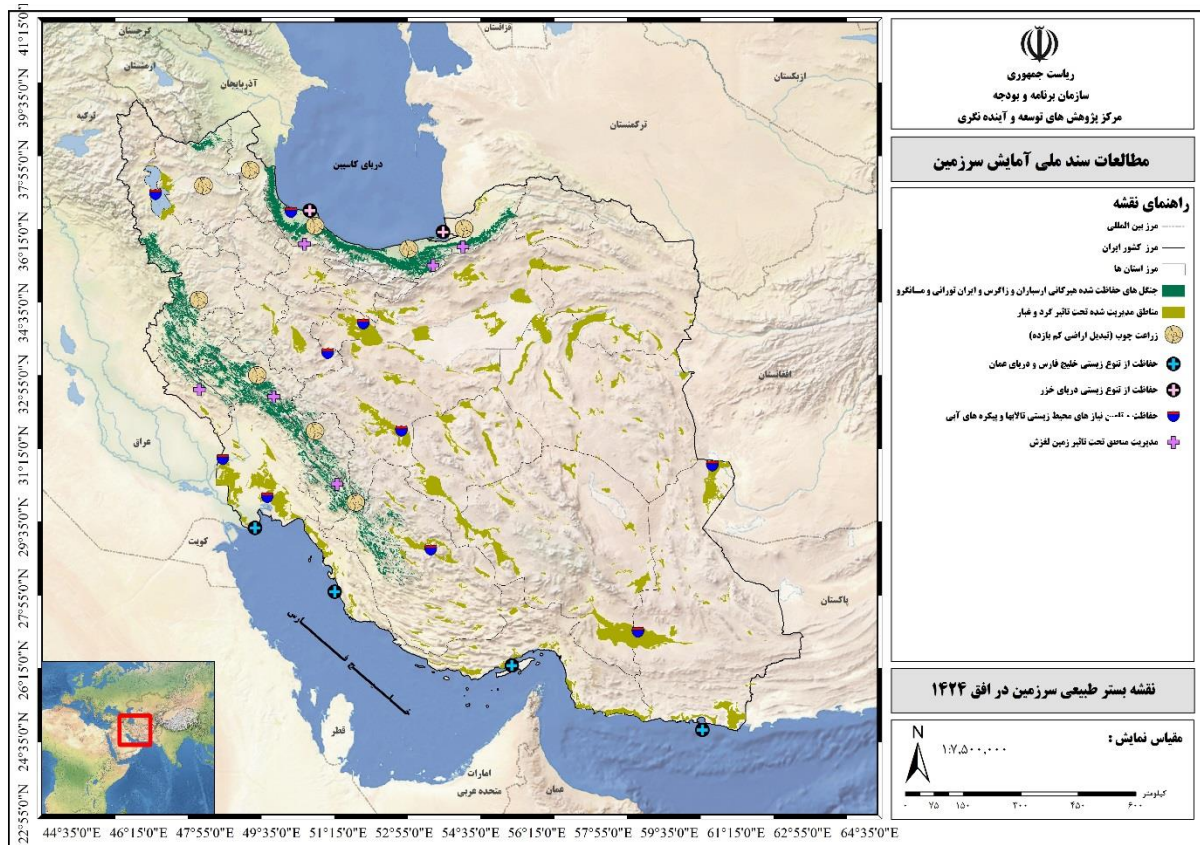 ریاست جمهوری
سازمان برنامه و بودجه
مرکز پژوهش های توسعه و آینده نگری
مطالعات سند ملی آمایش سرزمین
راهنمای نقشه
مرز بین المللی
مرز کشور ایران
مرز استان ها
جنگل های حفاظت شده هیرکانی ارسباران و زاگرس و ایران تورانی و مانگرو
مناطق مدیریت شده تحت تاثیر گرد و غبار
زراعت چوب (تبدیل اراضی کم بازده)
حفاظت از تنوع زیستی خلیج فارس و دریای عمان
حفاظت از تنوع زیستی دریای خزر
حفاظت نیاز های محیط زیستی تالابها و پیکره های آبی
مدیریت مناطق تحت تاثیر زمین لغزش
نقشه بستر طبیعی سرزمین در افق ۱۴۲۴
مقیاس نمایش :
N
۱:۷,۵۰۰,۰۰۰
کیلومتر
۰ ۷۵ ۱۵۰ ۳۰۰ ۴۵۰ ۶۰۰
گرجستان
روسیه
قزاقستان
ارمنستان
آذربایجان
ازبکستان
ترکیه
ترکمنستان
دریای کاسپین
افغانستان
عراق
کویت
پاکستان
خلیج فارس
قطر
امارات
متحده عربی
عمان
41°15'0"N
39°35'0"N
37°55'0"N
36°15'0"N
34°35'0"N
32°55'0"N
31°15'0"N
29°35'0"N
27°55'0"N
26°15'0"N
24°35'0"N
22°55'0"N
44°35'0"E 46°15'0"E 47°55'0"E 49°35'0"E 51°15'0"E 52°55'0"E 54°35'0"E 56°15'0"E 57°55'0"E 59°35'0"E 61°15'0"E 62°55'0"E 64°35'0"E